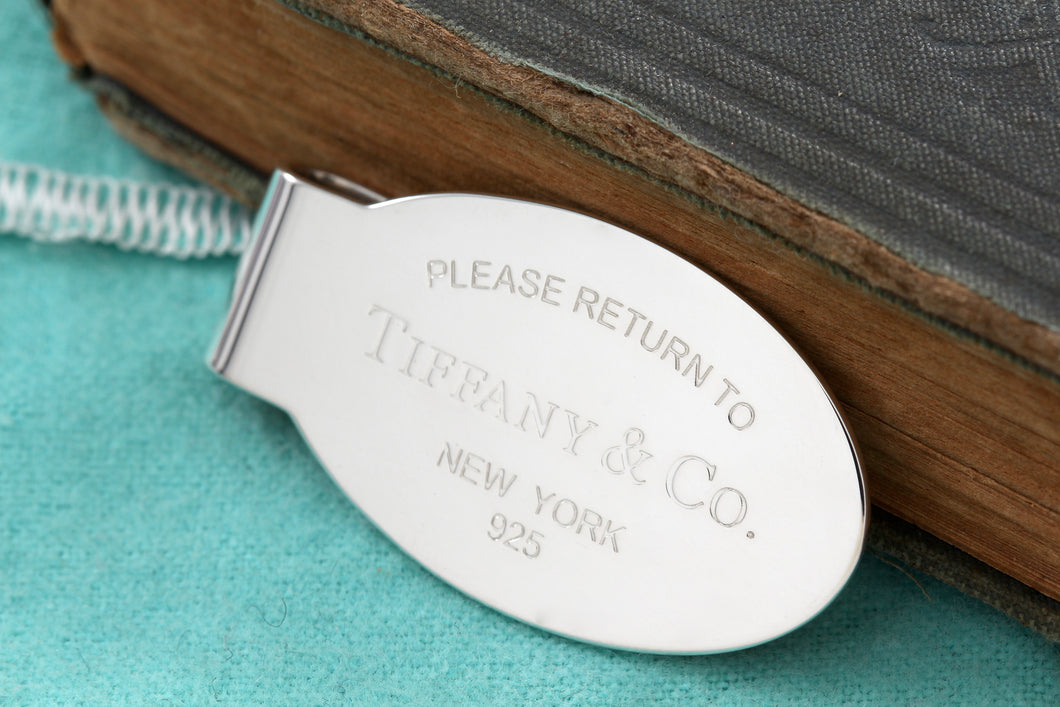 PLEASE RETURN TO
TIFFANY & CO.
NEW YORK
925